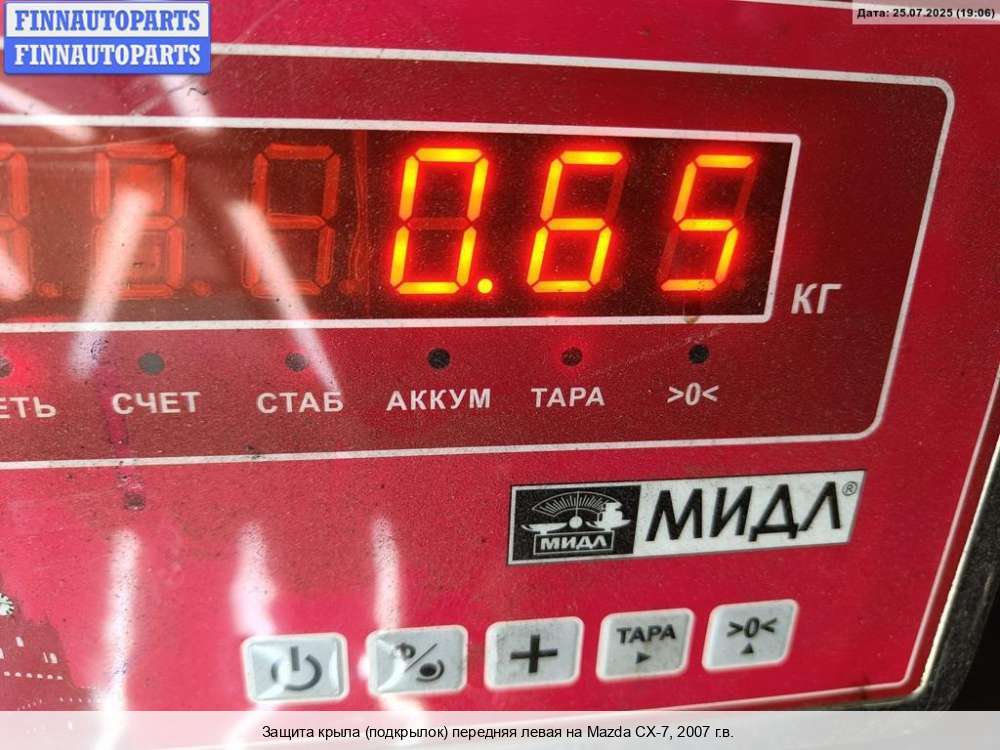 FINNAUTOPARTS
FINNAUTOPARTS
Дата: 25.07.2025 (19:06)
0.65
КГ
СЧЕТ СТАБ АККУМ ТАРА >0<
МИДЛ МИДЛ®
+ ТАРА >0<
Защита крыла (подкрылок) передняя левая на Mazda CX-7, 2007 г.в.